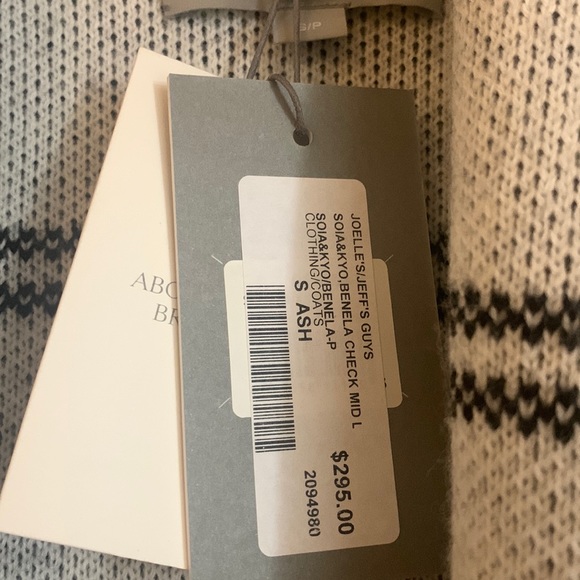 S/P
ABO
BR
JOELLE'S/JEFF'S GUYS
SOIA&KYO,BENELA CHECK MID L
SOIA&KYO/BENELA-P
CLOTHING/COATS
S ASH
$295.00
2094980